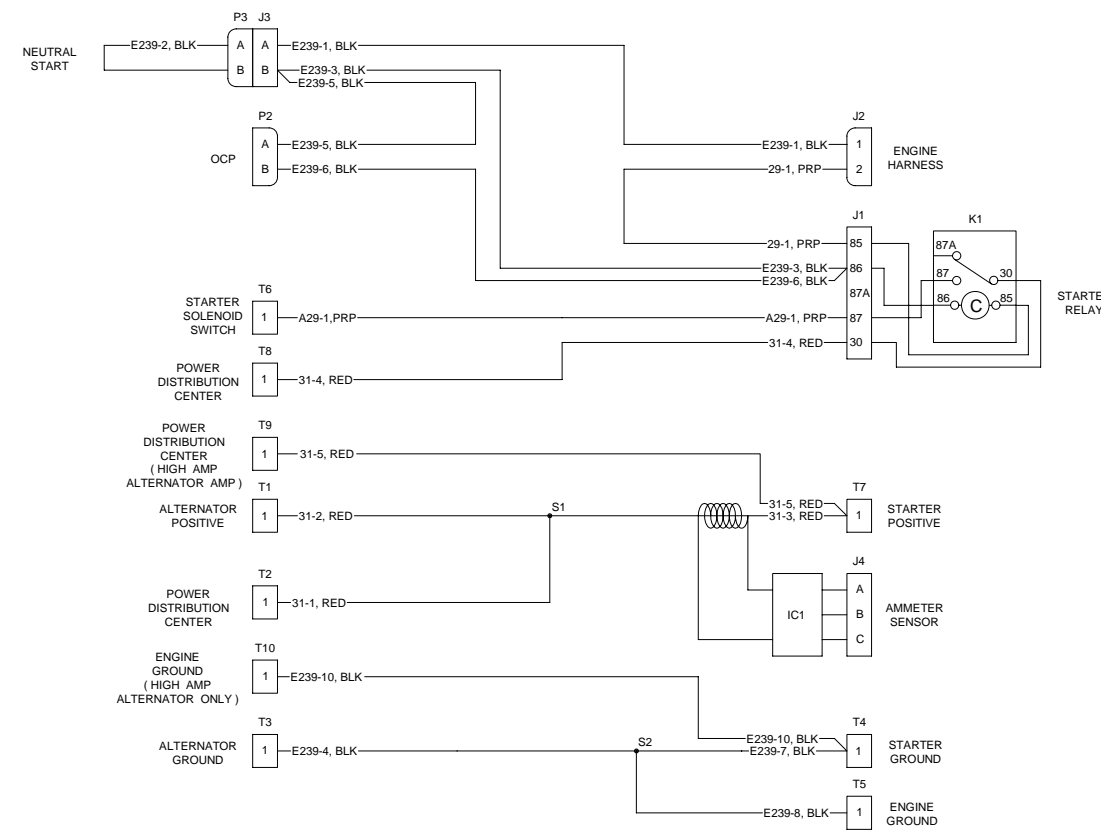 P3 J3
NEUTRAL
START
E239-2, BLK
A A
B B
E239-1, BLK
E239-3, BLK
E239-5, BLK
P2
OCP
A
B
E239-5, BLK
E239-6, BLK
J2
E239-1, BLK
29-1, PRP
1
2
ENGINE
HARNESS
J1
29-1, PRP
E239-3, BLK
E239-6, BLK
A29-1, PRP
31-4, RED
85
86
87A
87
30
K1
87A
87
30
86
C
85
STARTE
RELAY
T6
STARTER
SOLENOID
SWITCH
1
A29-1,PRP
T8
POWER
DISTRIBUTION
CENTER
1
31-4, RED
T9
POWER
DISTRIBUTION
CENTER
( HIGH AMP
ALTERNATOR AMP )
1
31-5, RED
T1
ALTERNATOR
POSITIVE
1
31-2, RED
S1
T7
31-5, RED
31-3, RED
1
STARTER
POSITIVE
T2
POWER
DISTRIBUTION
CENTER
1
31-1, RED
IC1
J4
A
B
C
AMMETER
SENSOR
T10
ENGINE
GROUND
( HIGH AMP
ALTERNATOR ONLY )
1
E239-10, BLK
T3
ALTERNATOR
GROUND
1
E239-4, BLK
S2
T4
E239-10, BLK
E239-7, BLK
1
STARTER
GROUND
T5
E239-8, BLK
1
ENGINE
GROUND